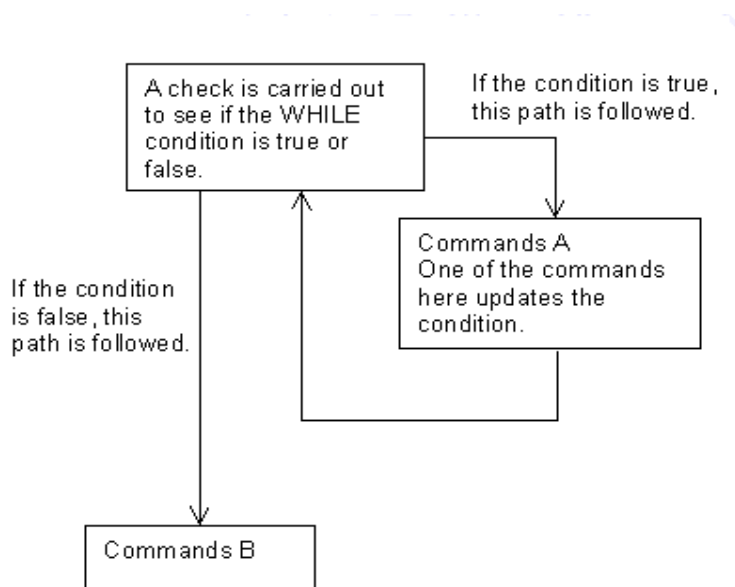 A check is carried out
to see if the WHILE
condition is true or
false.
If the condition is true,
this path is followed.
Commands A
One of the commands
here updates the
condition.
If the condition
is false, this
path is followed.
Commands B